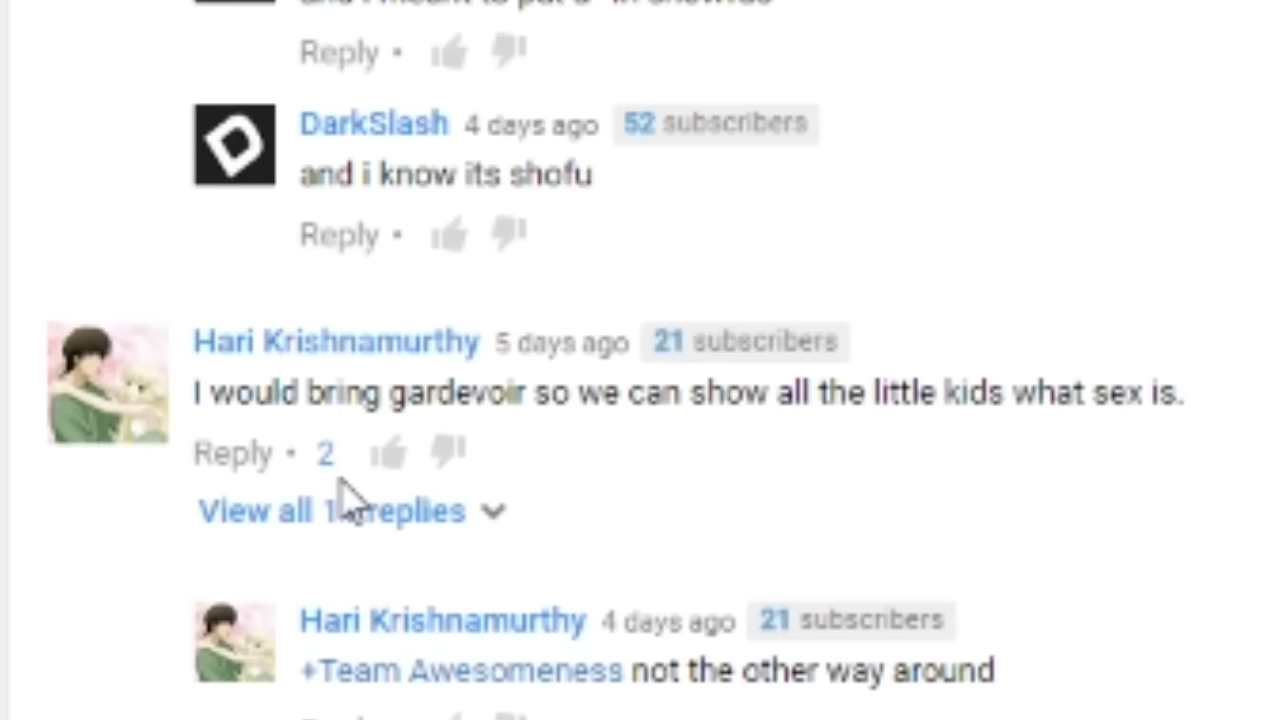 Reply •
DarkSlash 4 days ago 52 subscribers
and i know its shofu
Reply •
Hari Krishnamurthy 5 days ago 21 subscribers
I would bring gardevoir so we can show all the little kids what sex is.
Reply • 2
View all replies
Hari Krishnamurthy 4 days ago 21 subscribers
+Team Awesomeness not the other way around